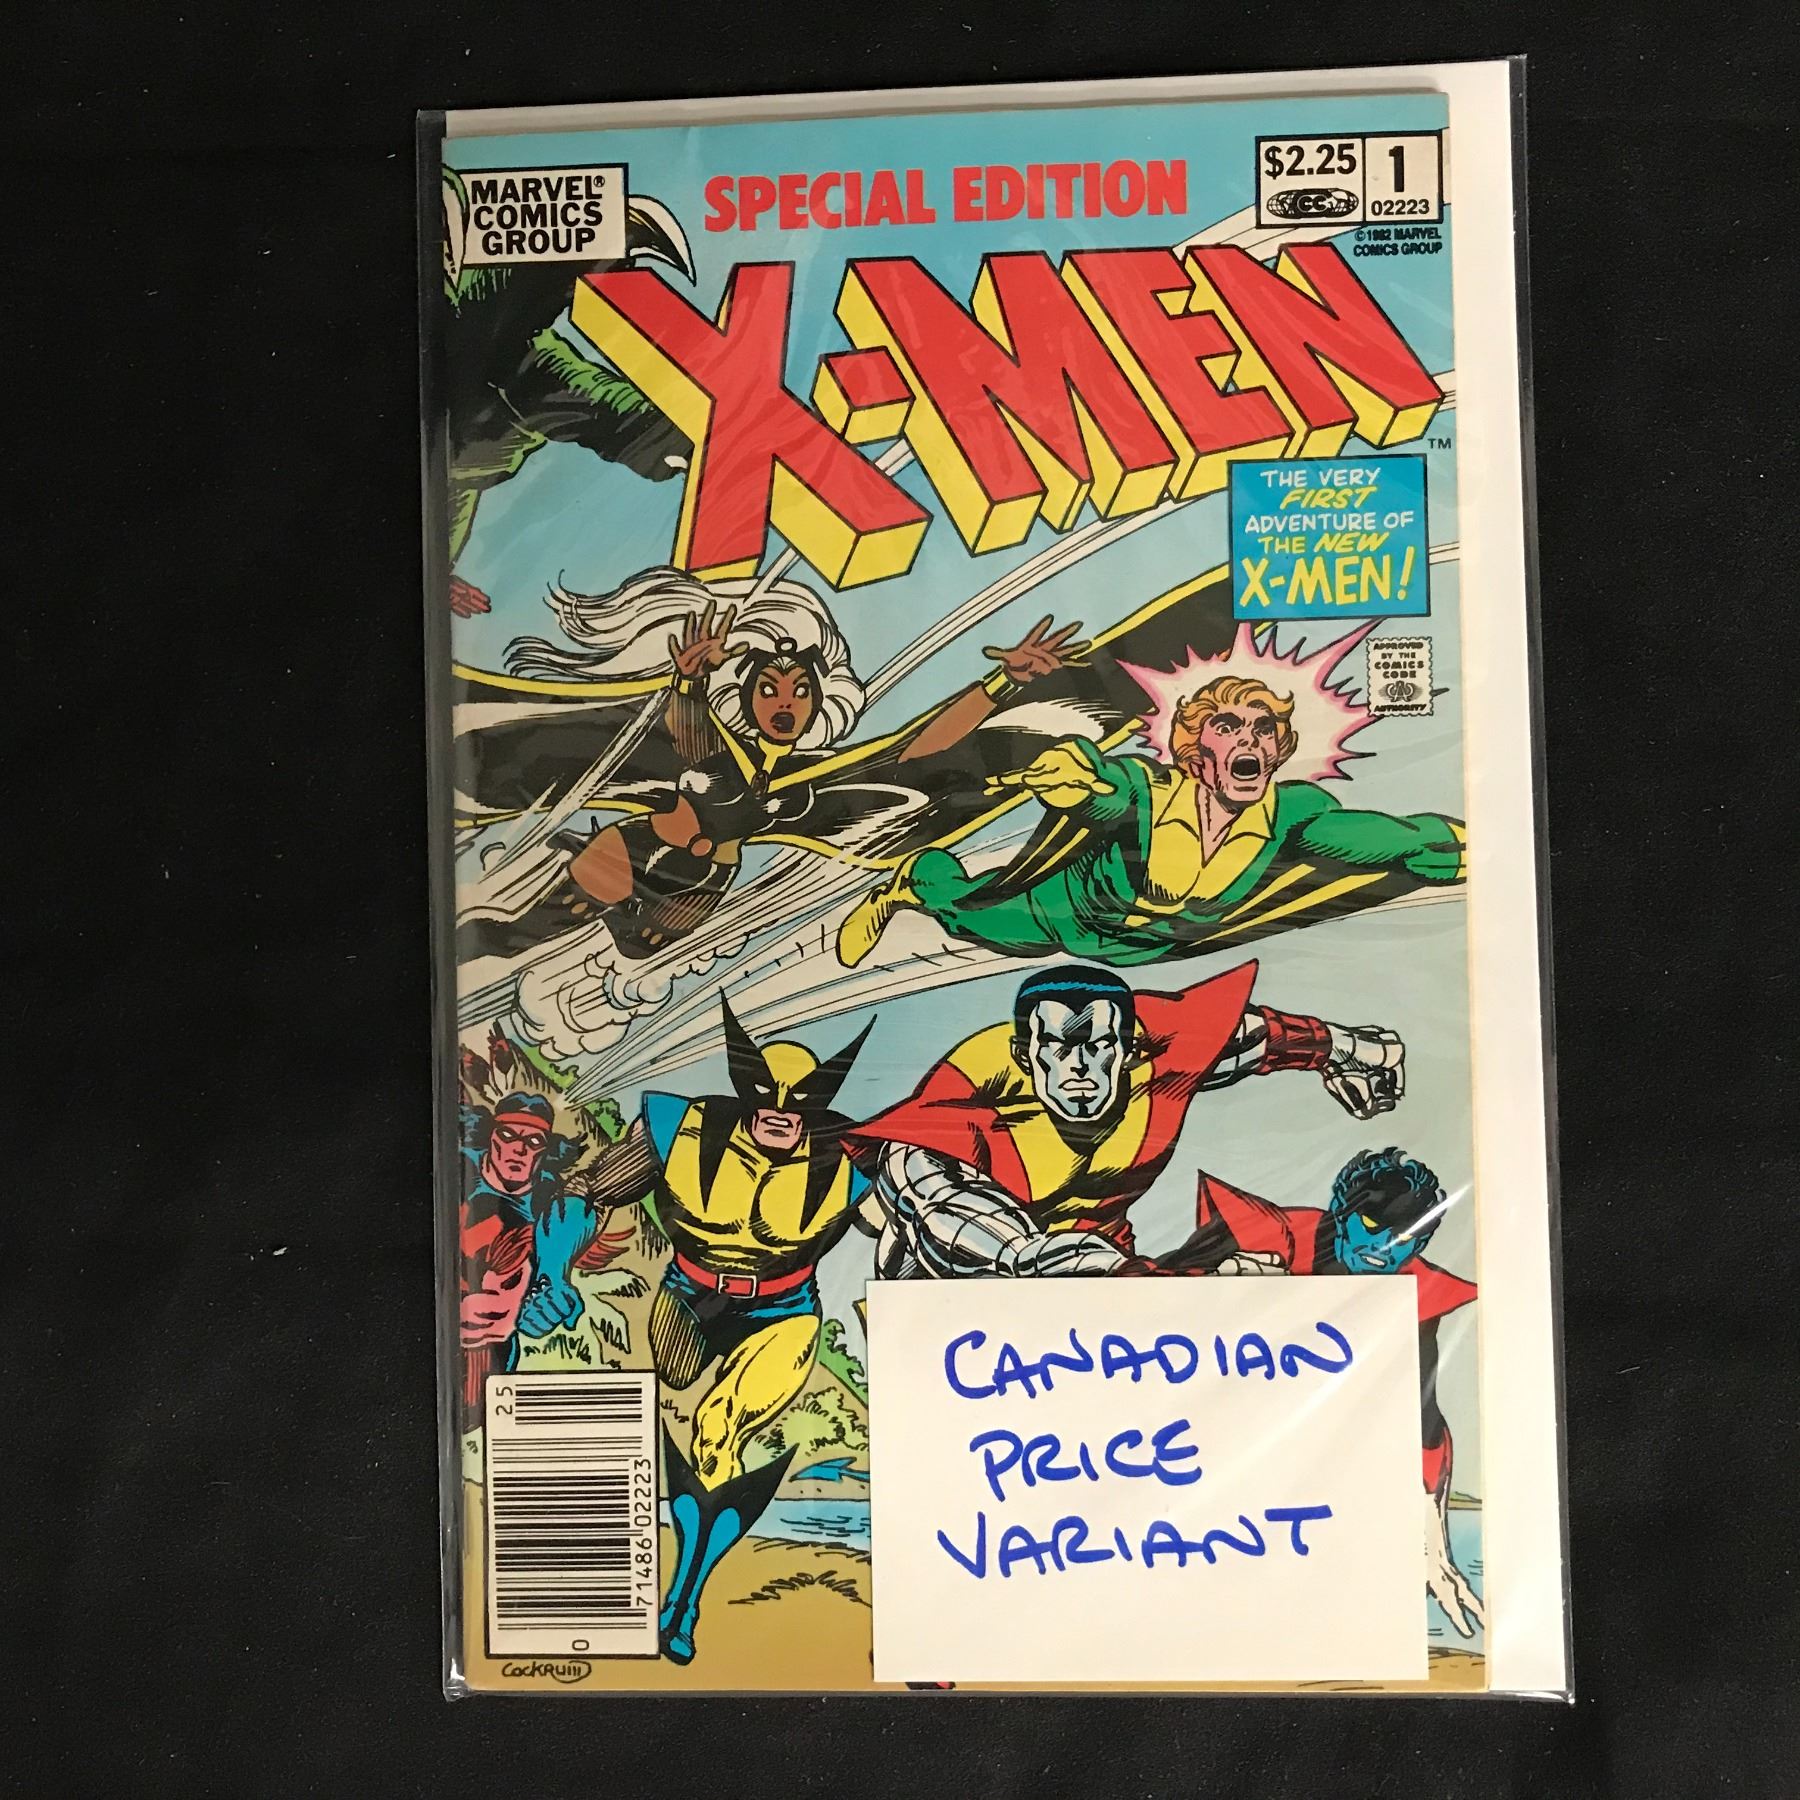 MARVEL®
COMICS
GROUP
SPECIAL EDITION
$2.25
CC
1
02223
©1982 MARVEL
COMICS GROUP
X-MEN
TM
THE VERY
FIRST
ADVENTURE OF
THE NEW
X-MEN!
APPROVED
BY THE
COMICS
CODE
AUTHORITY
CANADIAN
PRICE
VARIANT
25
71486 02223
0
COCKRUM